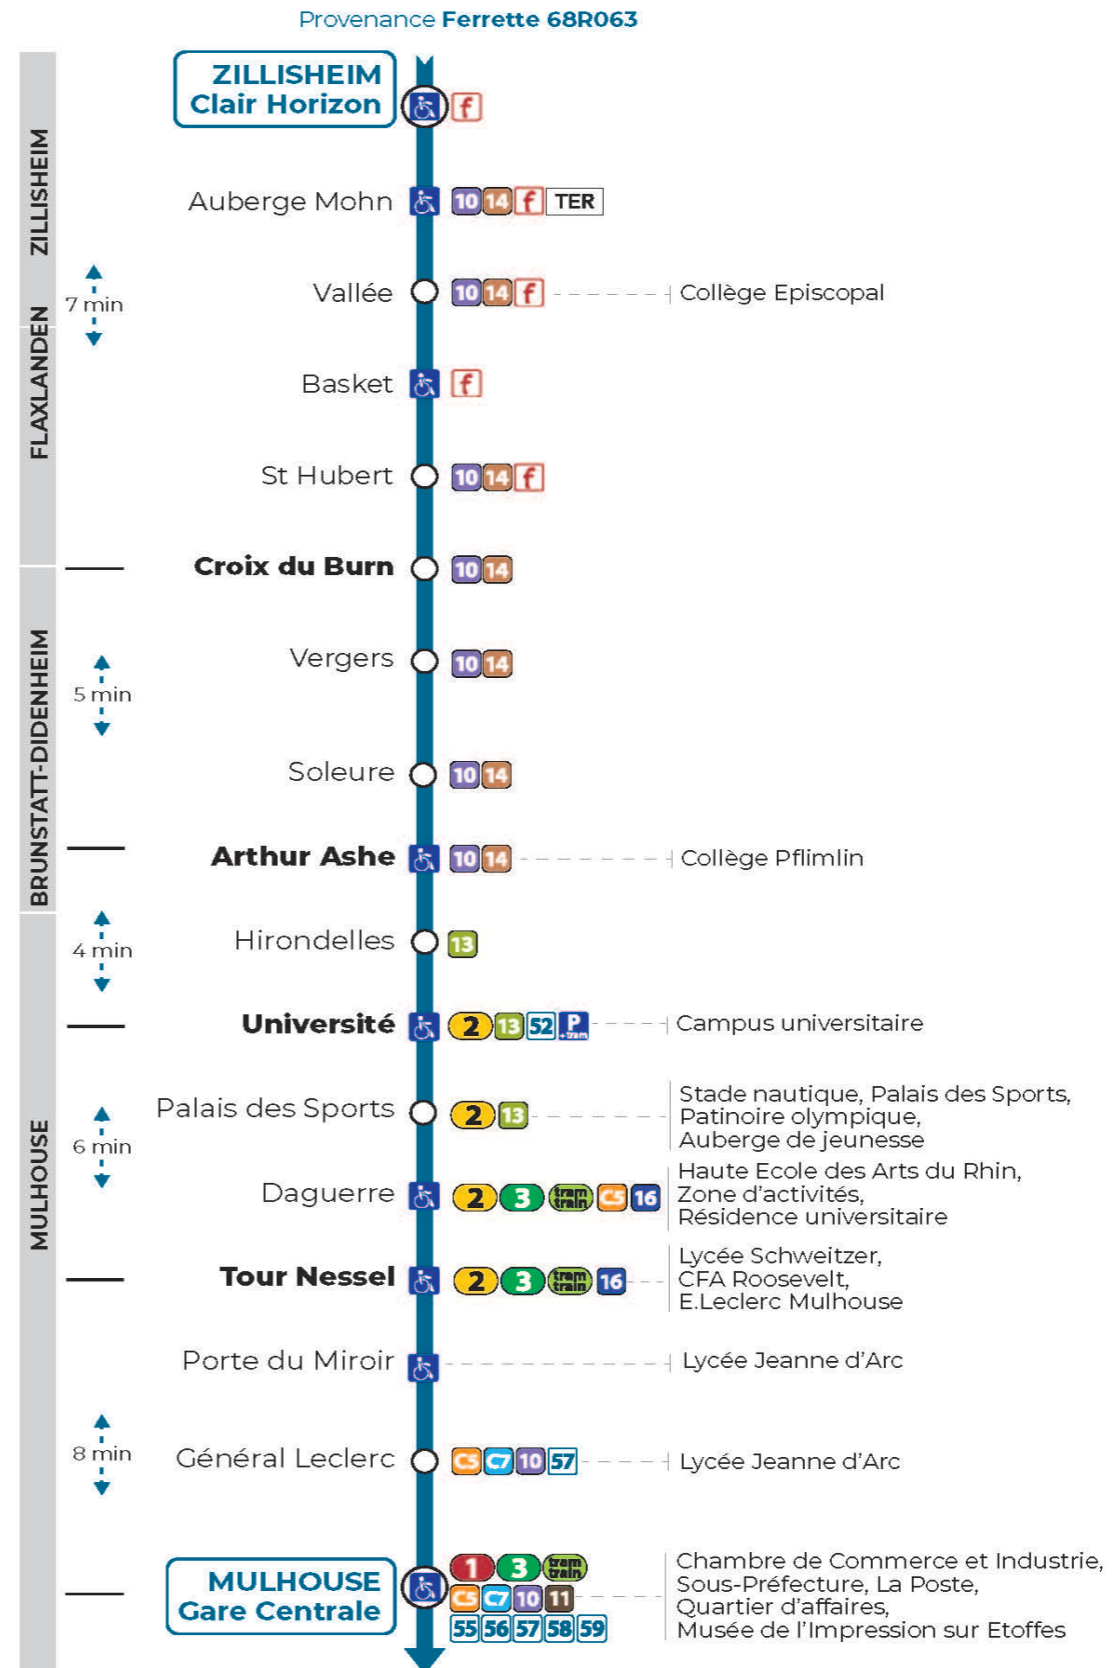 Provenance Ferrette 68R063
ZILLISHEIM
Clair Horizon
f
ZILLISHEIM
Auberge Mohn
10 14 f TER
7 min
Vallée
10 14 f
Collège Episcopal
FLAXLANDEN
Basket
f
St Hubert
10 14 f
Croix du Burn
10 14
BRUNSTATT-DIDENHEIM
Vergers
10 14
5 min
Soleure
10 14
Arthur Ashe
10 14
Collège Pflimlin
4 min
Hirondelles
13
Université
2 13 52 P
+tram
Campus universitaire
MULHOUSE
Palais des Sports
2 13
Stade nautique, Palais des Sports,
Patinoire olympique,
Auberge de jeunesse
6 min
Daguerre
2 3 tram
train C5 16
Haute Ecole des Arts du Rhin,
Zone d'activités,
Résidence universitaire
Tour Nessel
2 3 tram
train 16
Lycée Schweitzer,
CFA Roosevelt,
E.Leclerc Mulhouse
Porte du Miroir
Lycée Jeanne d'Arc
8 min
Général Leclerc
C5 C7 10 57
Lycée Jeanne d'Arc
MULHOUSE
Gare Centrale
1 3 tram
train
C5 C7 10 11
55 56 57 58 59
Chambre de Commerce et Industrie,
Sous-Préfecture, La Poste,
Quartier d'affaires,
Musée de l'Impression sur Etoffes